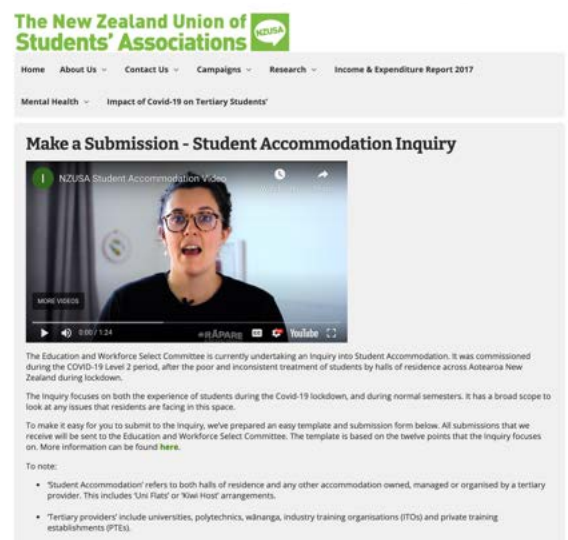 The New Zealand Union of
Students' Associations
NZUSA
Home About Us Contact Us Campaigns Research Income & Expenditure Report 2017
Mental Health Impact of Covid-19 on Tertiary Students'
Make a Submission - Student Accommodation Inquiry
I NZUSA Student Accommodation Video
MORE VIDEOS
0:00 / 1:24
#RĀPARE
YouTube
The Education and Workforce Select Committee is currently undertaking an Inquiry into Student Accommodation. It was commissioned
during the COVID-19 Level 2 period, after the poor and inconsistent treatment of students by halls of residence across Aotearoa New
Zealand during lockdown.
The Inquiry focuses on both the experience of students during the Covid-19 lockdown, and during normal semesters. It has a broad scope to
look at any issues that residents are facing in this space.
To make it easy for you to submit to the Inquiry, we've prepared an easy template and submission form below. All submissions that we
receive will be sent to the Education and Workforce Select Committee. The template is based on the twelve points that the Inquiry focuses
on. More information can be found here.
To note:
• 'Student Accommodation' refers to both halls of residence and any other accommodation owned, managed or organised by a tertiary
provider. This includes 'Uni Flats' or 'Kiwi Host' arrangements.
• 'Tertiary providers' include universities, polytechnics, wānanga, industry training organisations (ITOs) and private training
establishments (PTEs).